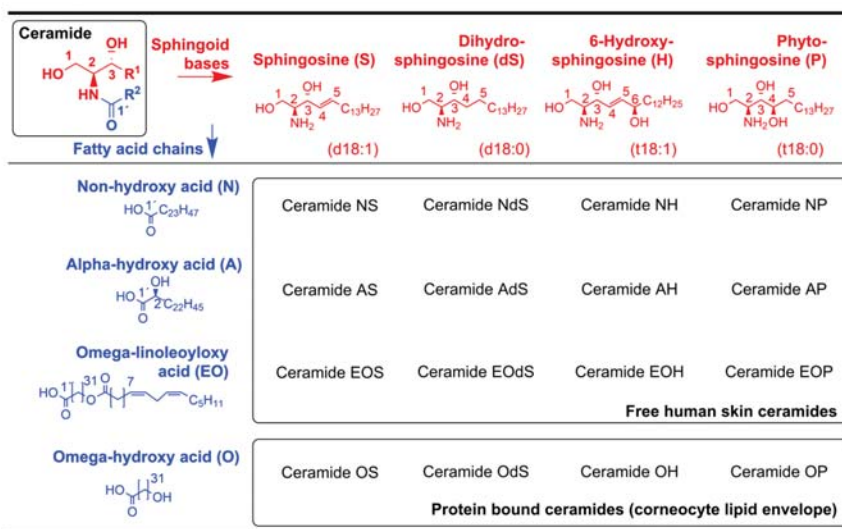 Ceramide
OH
1
2
HO
3
R¹
HN
R²
1´
O
Sphingoid
bases
Sphingosine (S)
Dihydro-
sphingosine (dS)
6-Hydroxy-
sphingosine (H)
Phyto-
sphingosine (P)
1 OH 5
HO 2 3 4 C₁₃H₂₇
NH₂
1 OH 5
HO 2 3 4 C₁₃H₂₇
NH₂
1 OH 5 6 C₁₂H₂₅
HO 2 3 4
NH₂ OH
1 OH 5
HO 2 3 4 C₁₃H₂₇
NH₂OH
Fatty acid chains
(d18:1)
(d18:0)
(t18:1)
(t18:0)
Non-hydroxy acid (N)
HO 1´ C₂₃H₄₇
O
Ceramide NS
Ceramide NdS
Ceramide NH
Ceramide NP
Alpha-hydroxy acid (A)
OH
HO 1´ 2´ C₂₂H₄₅
O
Ceramide AS
Ceramide AdS
Ceramide AH
Ceramide AP
Omega-linoleoyloxy
acid (EO)
HO 1´ 31 O 7
O O C₅H₁₁
Ceramide EOS
Ceramide EOdS
Ceramide EOH
Ceramide EOP
Free human skin ceramides
Omega-hydroxy acid (O)
31
HO OH
O
Ceramide OS
Ceramide OdS
Ceramide OH
Ceramide OP
Protein bound ceramides (corneocyte lipid envelope)